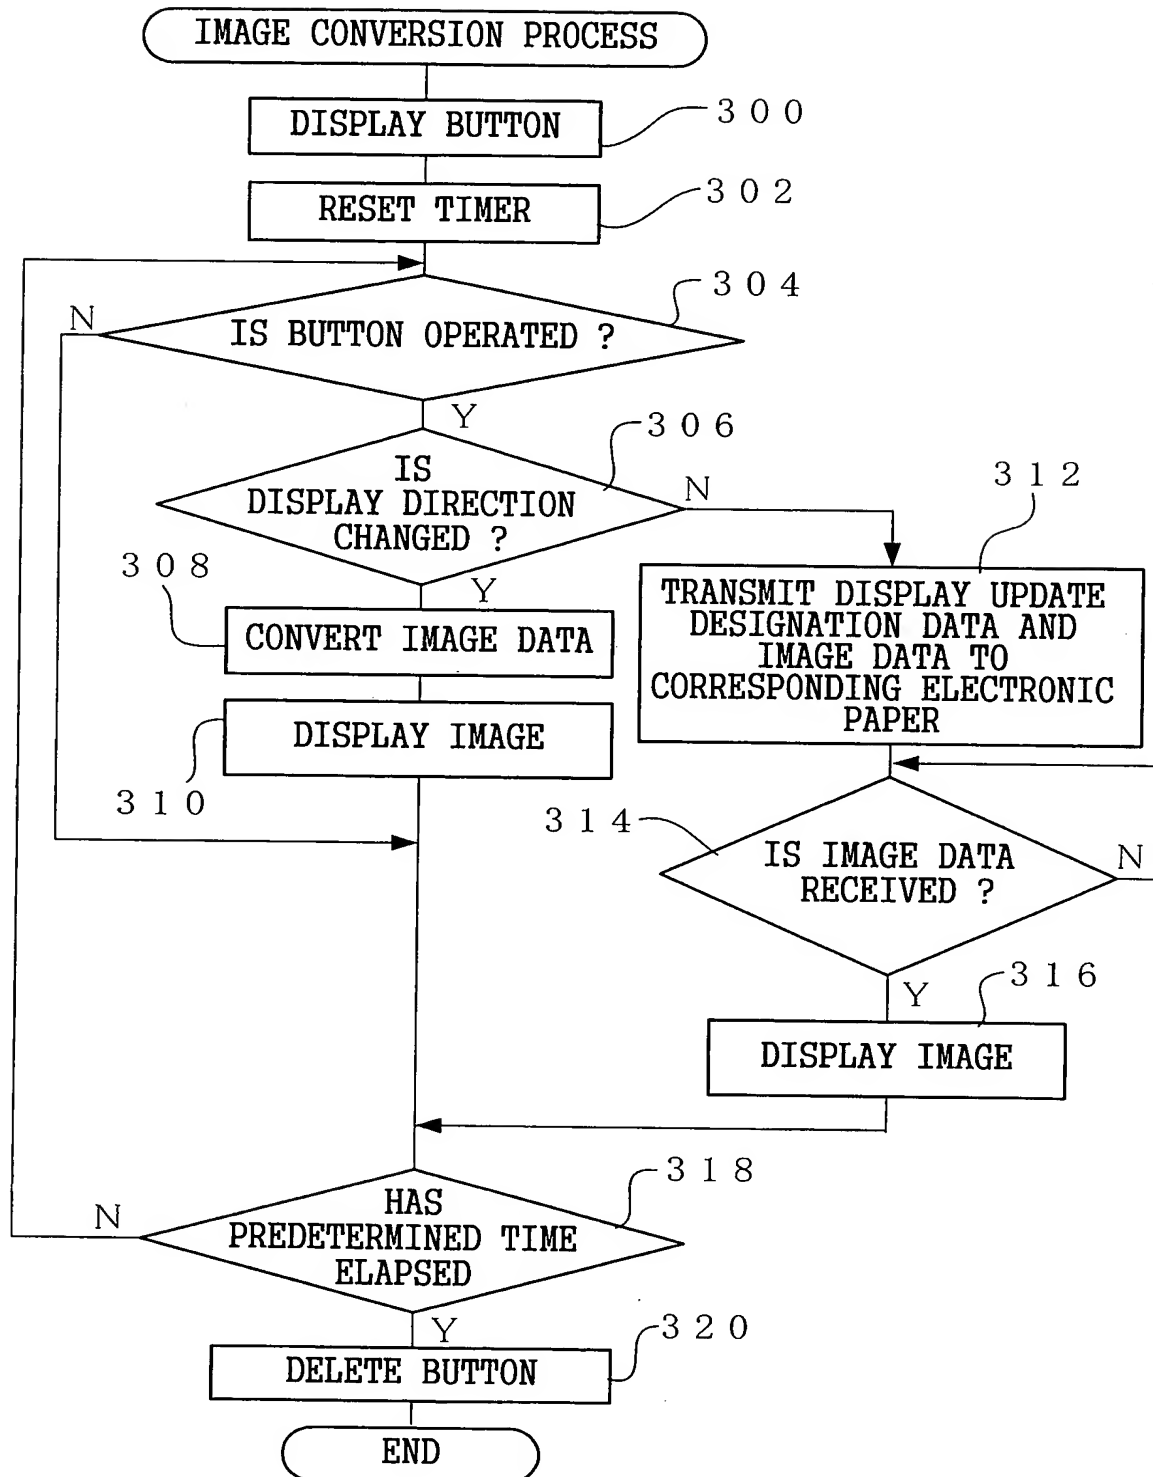 IMAGE CONVERSION PROCESS
DISPLAY BUTTON
３００
RESET TIMER
３０２
３０４
N
IS BUTTON OPERATED ?
Y
３０６
IS
DISPLAY DIRECTION
CHANGED ?
N
３１２
３０８
Y
TRANSMIT DISPLAY UPDATE
DESIGNATION DATA AND
IMAGE DATA TO
CORRESPONDING ELECTRONIC
PAPER
CONVERT IMAGE DATA
DISPLAY IMAGE
３１０
３１４
IS IMAGE DATA
RECEIVED ?
N
Y
３１６
DISPLAY IMAGE
３１８
HAS
PREDETERMINED TIME
ELAPSED
N
Y
３２０
DELETE BUTTON
END